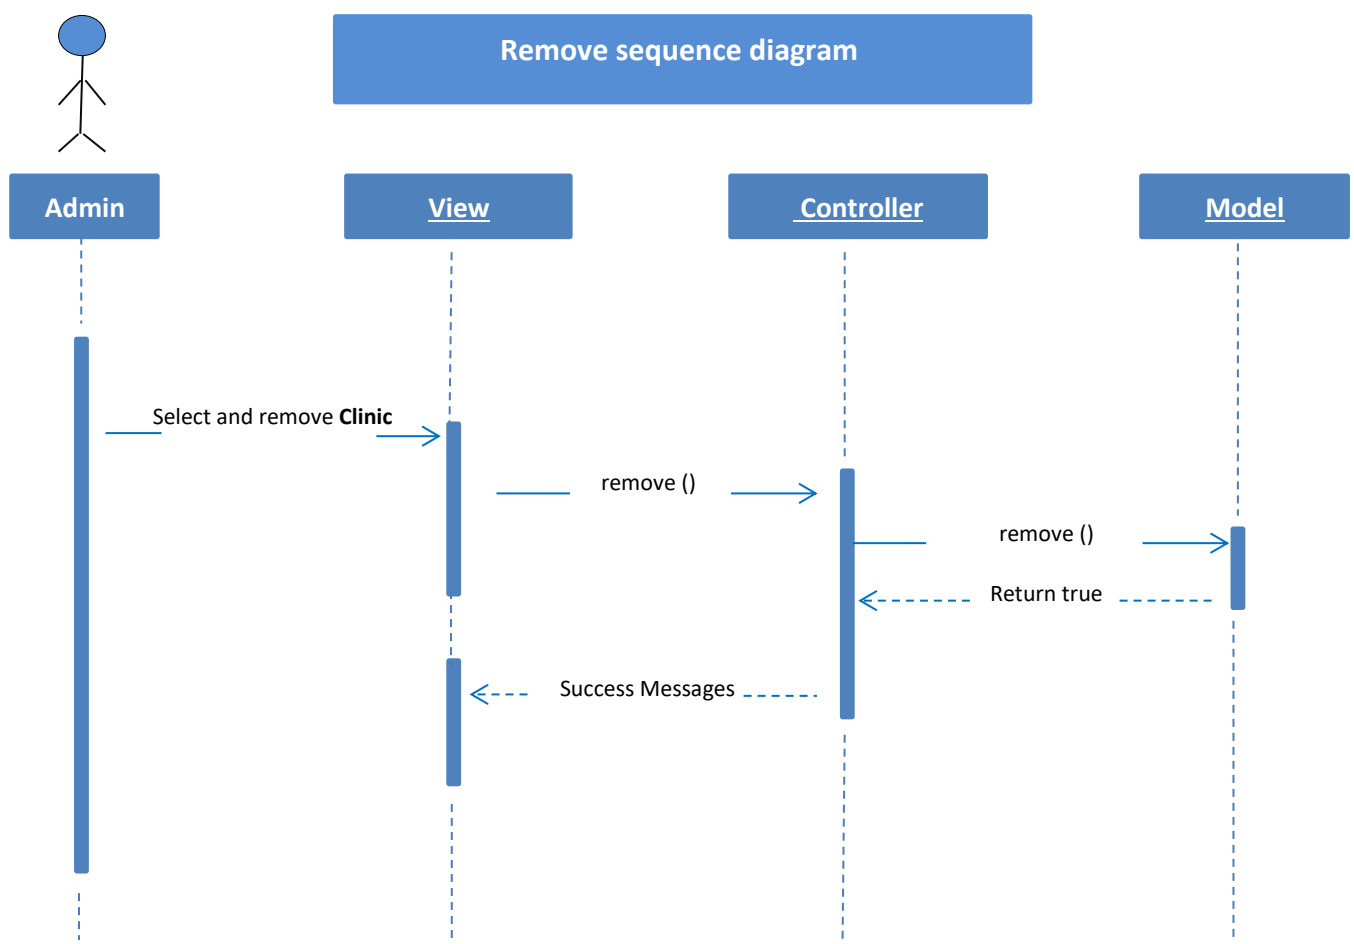 Remove sequence diagram
Admin
View
Controller
Model
Select and remove Clinic
remove ()
remove ()
Return true
Success Messages